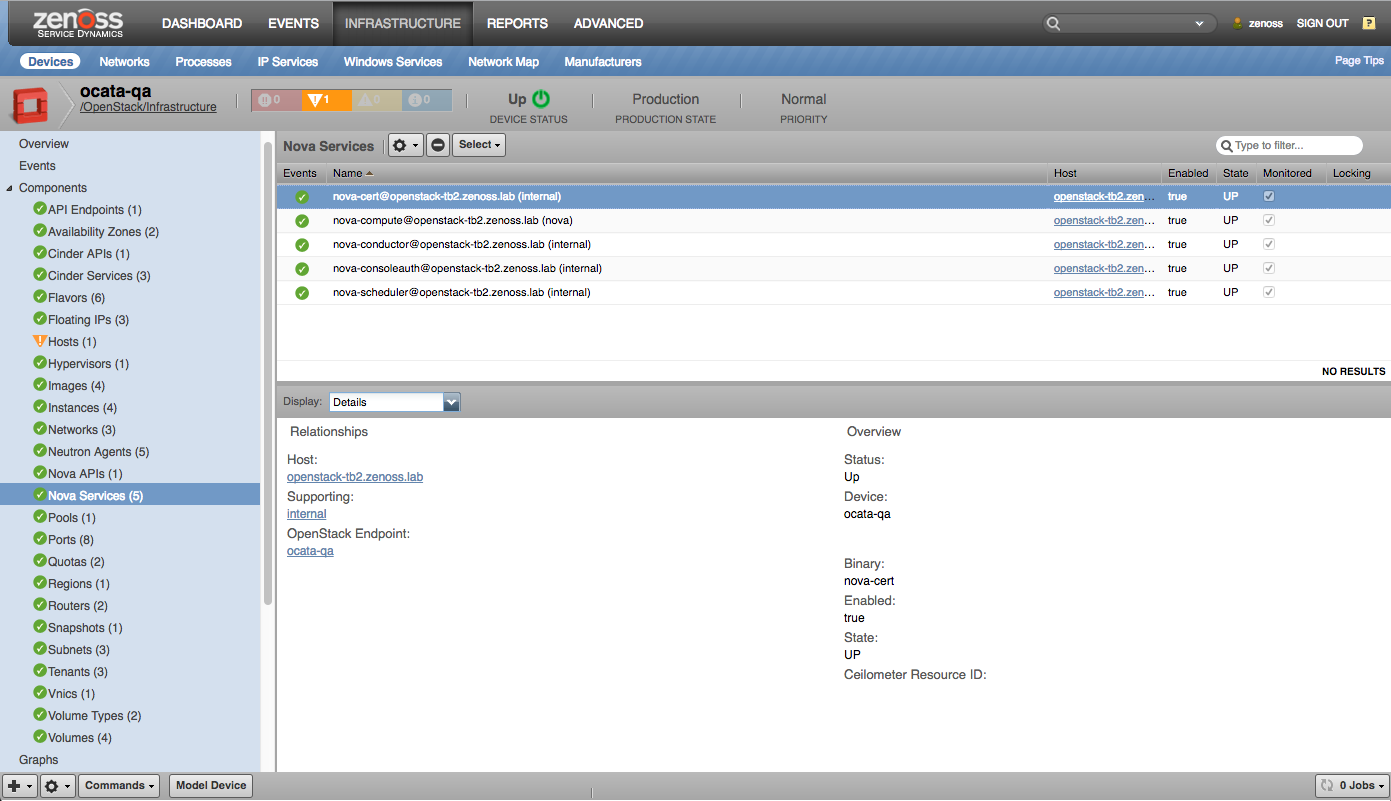 zenoss
SERVICE DYNAMICS
DASHBOARD EVENTS INFRASTRUCTURE REPORTS ADVANCED
zenoss SIGN OUT ?
Devices Networks Processes IP Services Windows Services Network Map Manufacturers Page Tips
ocata-qa
/OpenStack/Infrastructure
0 1 0 0
Up Production Normal
DEVICE STATUS PRODUCTION STATE PRIORITY
Overview
Events
Components
API Endpoints (1)
Availability Zones (2)
Cinder APIs (1)
Cinder Services (3)
Flavors (6)
Floating IPs (3)
Hosts (1)
Hypervisors (1)
Images (4)
Instances (4)
Networks (3)
Neutron Agents (5)
Nova APIs (1)
Nova Services (5)
Pools (1)
Ports (8)
Quotas (2)
Regions (1)
Routers (2)
Snapshots (1)
Subnets (3)
Tenants (3)
Vnics (1)
Volume Types (2)
Volumes (4)
Graphs
Nova Services Select Type to filter...
Events Name Host Enabled State Monitored Locking
nova-cert@openstack-tb2.zenoss.lab (internal) openstack-tb2.zen... true UP
nova-compute@openstack-tb2.zenoss.lab (nova) openstack-tb2.zen... true UP
nova-conductor@openstack-tb2.zenoss.lab (internal) openstack-tb2.zen... true UP
nova-consoleauth@openstack-tb2.zenoss.lab (internal) openstack-tb2.zen... true UP
nova-scheduler@openstack-tb2.zenoss.lab (internal) openstack-tb2.zen... true UP
NO RESULTS
Display: Details
Relationships
Host:
openstack-tb2.zenoss.lab
Supporting:
internal
OpenStack Endpoint:
ocata-qa
Overview
Status:
Up
Device:
ocata-qa
Binary:
nova-cert
Enabled:
true
State:
UP
Ceilometer Resource ID:
Commands Model Device 0 Jobs